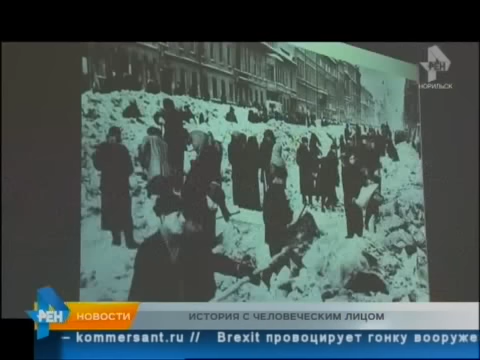 РЕН
НОРИЛЬСК
НОВОСТИ
ИСТОРИЯ С ЧЕЛОВЕЧЕСКИМ ЛИЦОМ
РЕН
– kommersant.ru // Brexit провоцирует гонку вооруже